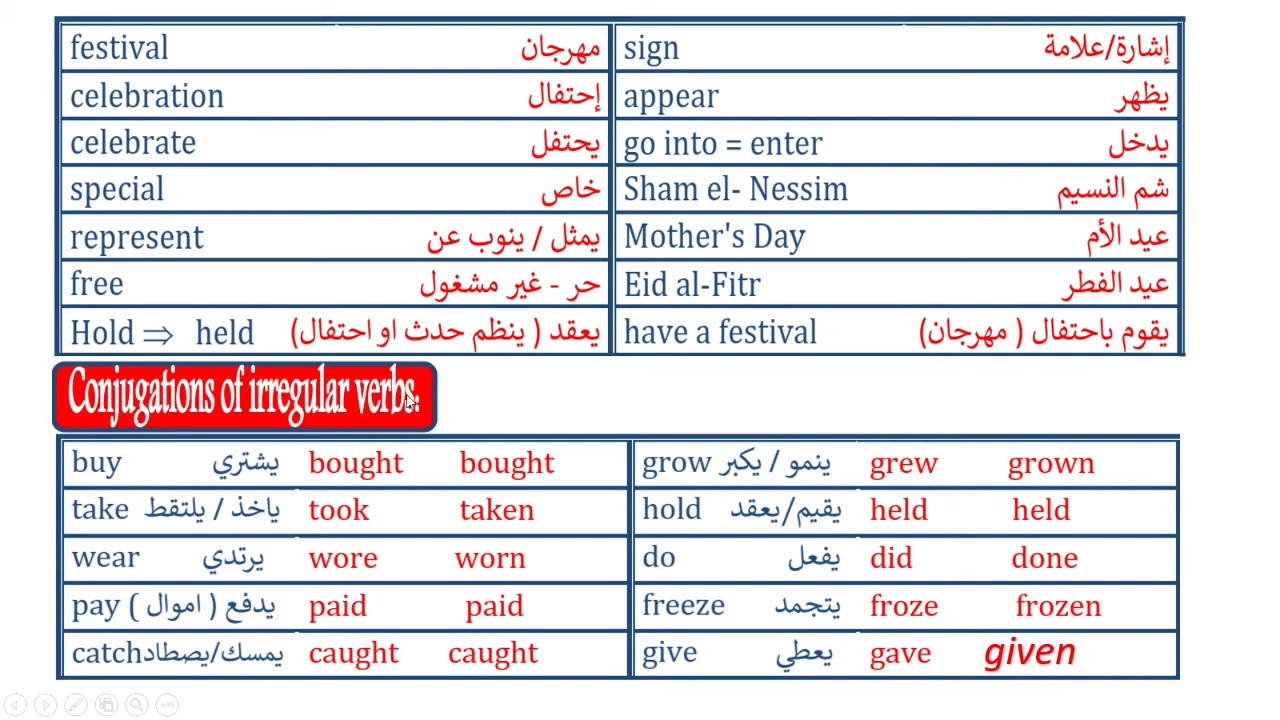 festival مهرجان sign إشارة/علامة
celebration إحتفال appear يظهر
celebrate يحتفل go into = enter يدخل
special خاص Sham el- Nessim شم النسيم
represent يمثل / ينوب عن Mother's Day عيد الأم
free حر - غير مشغول Eid al-Fitr عيد الفطر
Hold ⇒ held يعقد ( ينظم حدث او احتفال) have a festival يقوم باحتفال ( مهرجان)
Conjugations of irregular verbs.
buy يشتري bought bought grow ينمو / يكبر grew grown
take ياخذ / يلتقط took taken hold يقيم/يعقد held held
wear يرتدي wore worn do يفعل did done
pay يدفع ( اموال ) paid paid freeze يتجمد froze frozen
catch يمسك/يصطاد caught caught give يعطي gave given